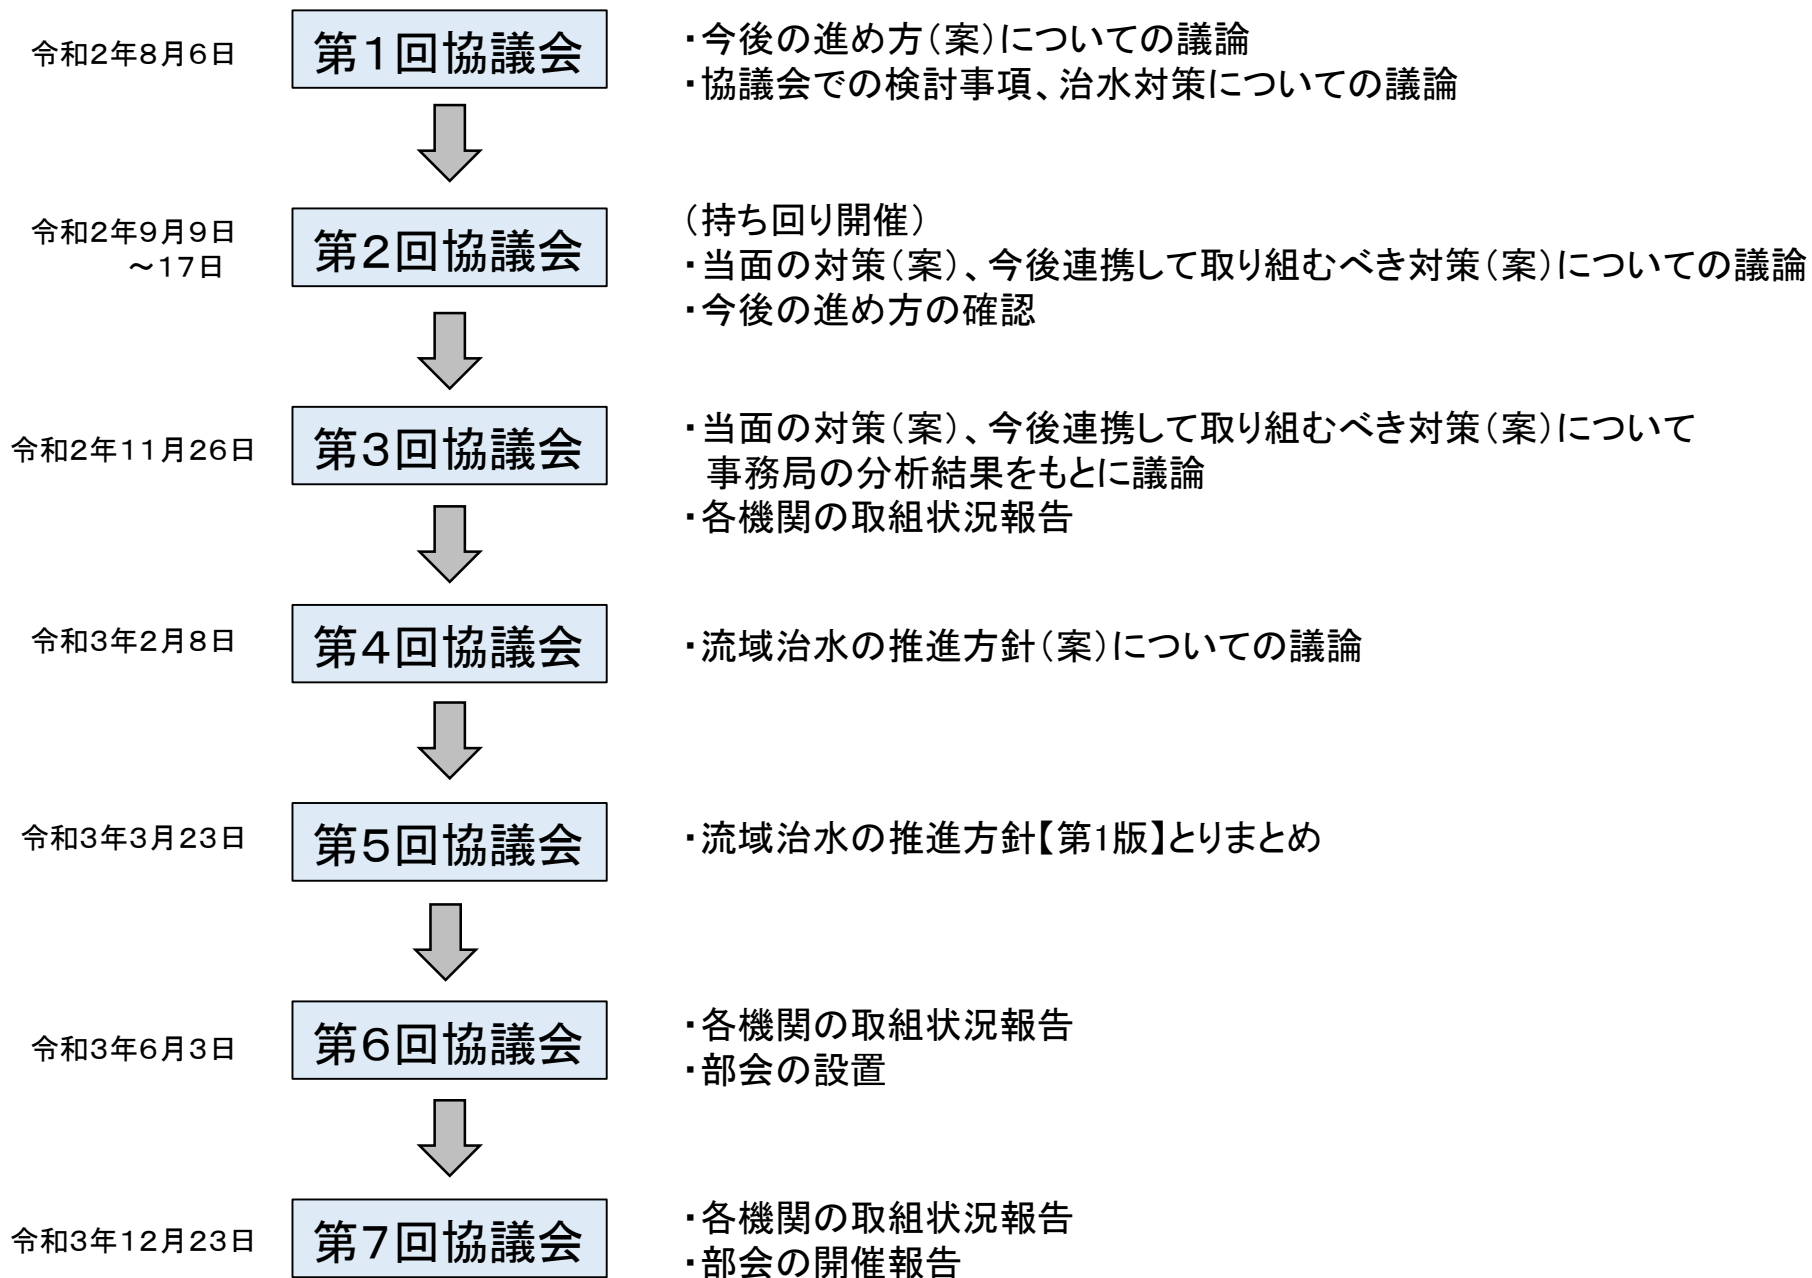 令和2年8月6日
第1回協議会
・今後の進め方(案)についての議論
・協議会での検討事項、治水対策についての議論
令和2年9月9日
～17日
第2回協議会
(持ち回り開催)
・当面の対策(案)、今後連携して取り組むべき対策(案)についての議論
・今後の進め方の確認
令和2年11月26日
第3回協議会
・当面の対策(案)、今後連携して取り組むべき対策(案)について
事務局の分析結果をもとに議論
・各機関の取組状況報告
令和3年2月8日
第4回協議会
・流域治水の推進方針(案)についての議論
令和3年3月23日
第5回協議会
・流域治水の推進方針【第1版】とりまとめ
令和3年6月3日
第6回協議会
・各機関の取組状況報告
・部会の設置
令和3年12月23日
第7回協議会
・各機関の取組状況報告
・部会の開催報告